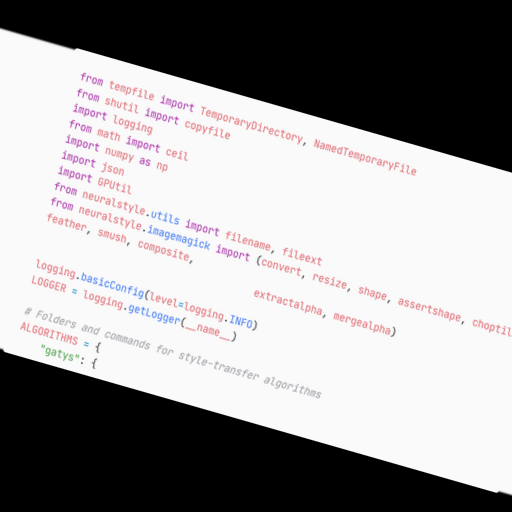 from tempfile import TemporaryDirectory, NamedTemporaryFile
from shutil import copyfile
import logging
from math import ceil
import numpy as np
import json
import GPUtil
from neuralstyle.utils import filename, fileext
from neuralstyle.imagemagick import (convert, resize, shape, assertshape, choptil
feather, smush, composite,
extractalpha, mergealpha)
logging.basicConfig(level=logging.INFO)
LOGGER = logging.getLogger(__name__)
# Folders and commands for style-transfer algorithms
ALGORITHMS = {
"gatys": {